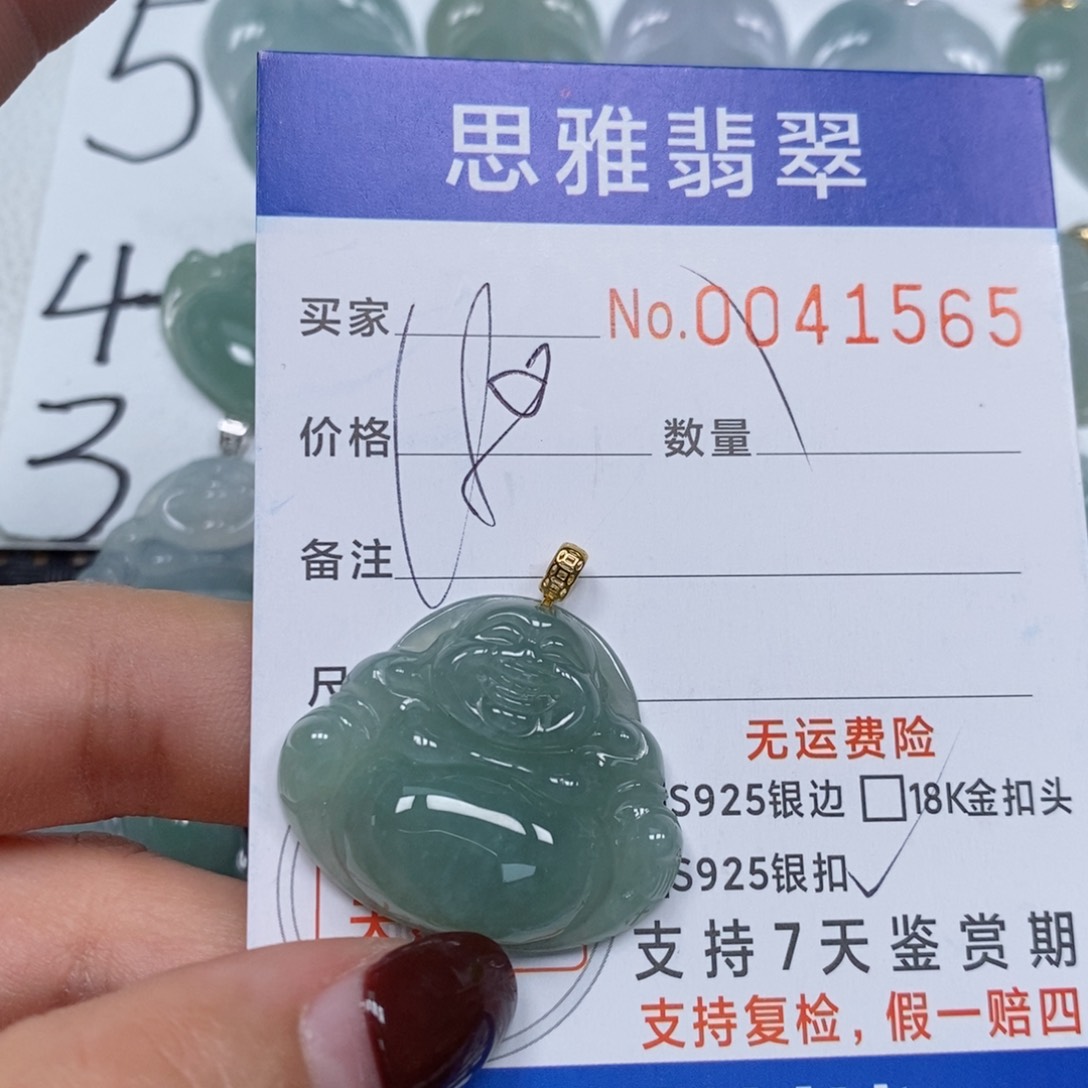 5
思雅翡翠
4
买家 No.0041565
3
价格 数量
备注
尺
无运费险
S925银边 □18K金扣头
S925银扣✓
支持7天鉴赏期
支持复检，假一赔四